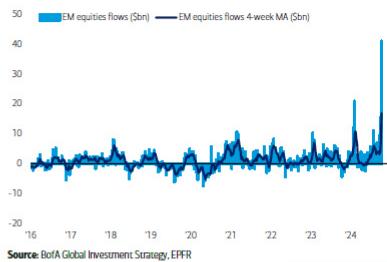 50
EM equities flows ($bn) EM equities flows 4-week MA ($bn)
40
30
20
10
0
-10
-20
'16 '17 '18 '19 '20 '21 '22 '23 '24
Source: BofA Global Investment Strategy, EPFR